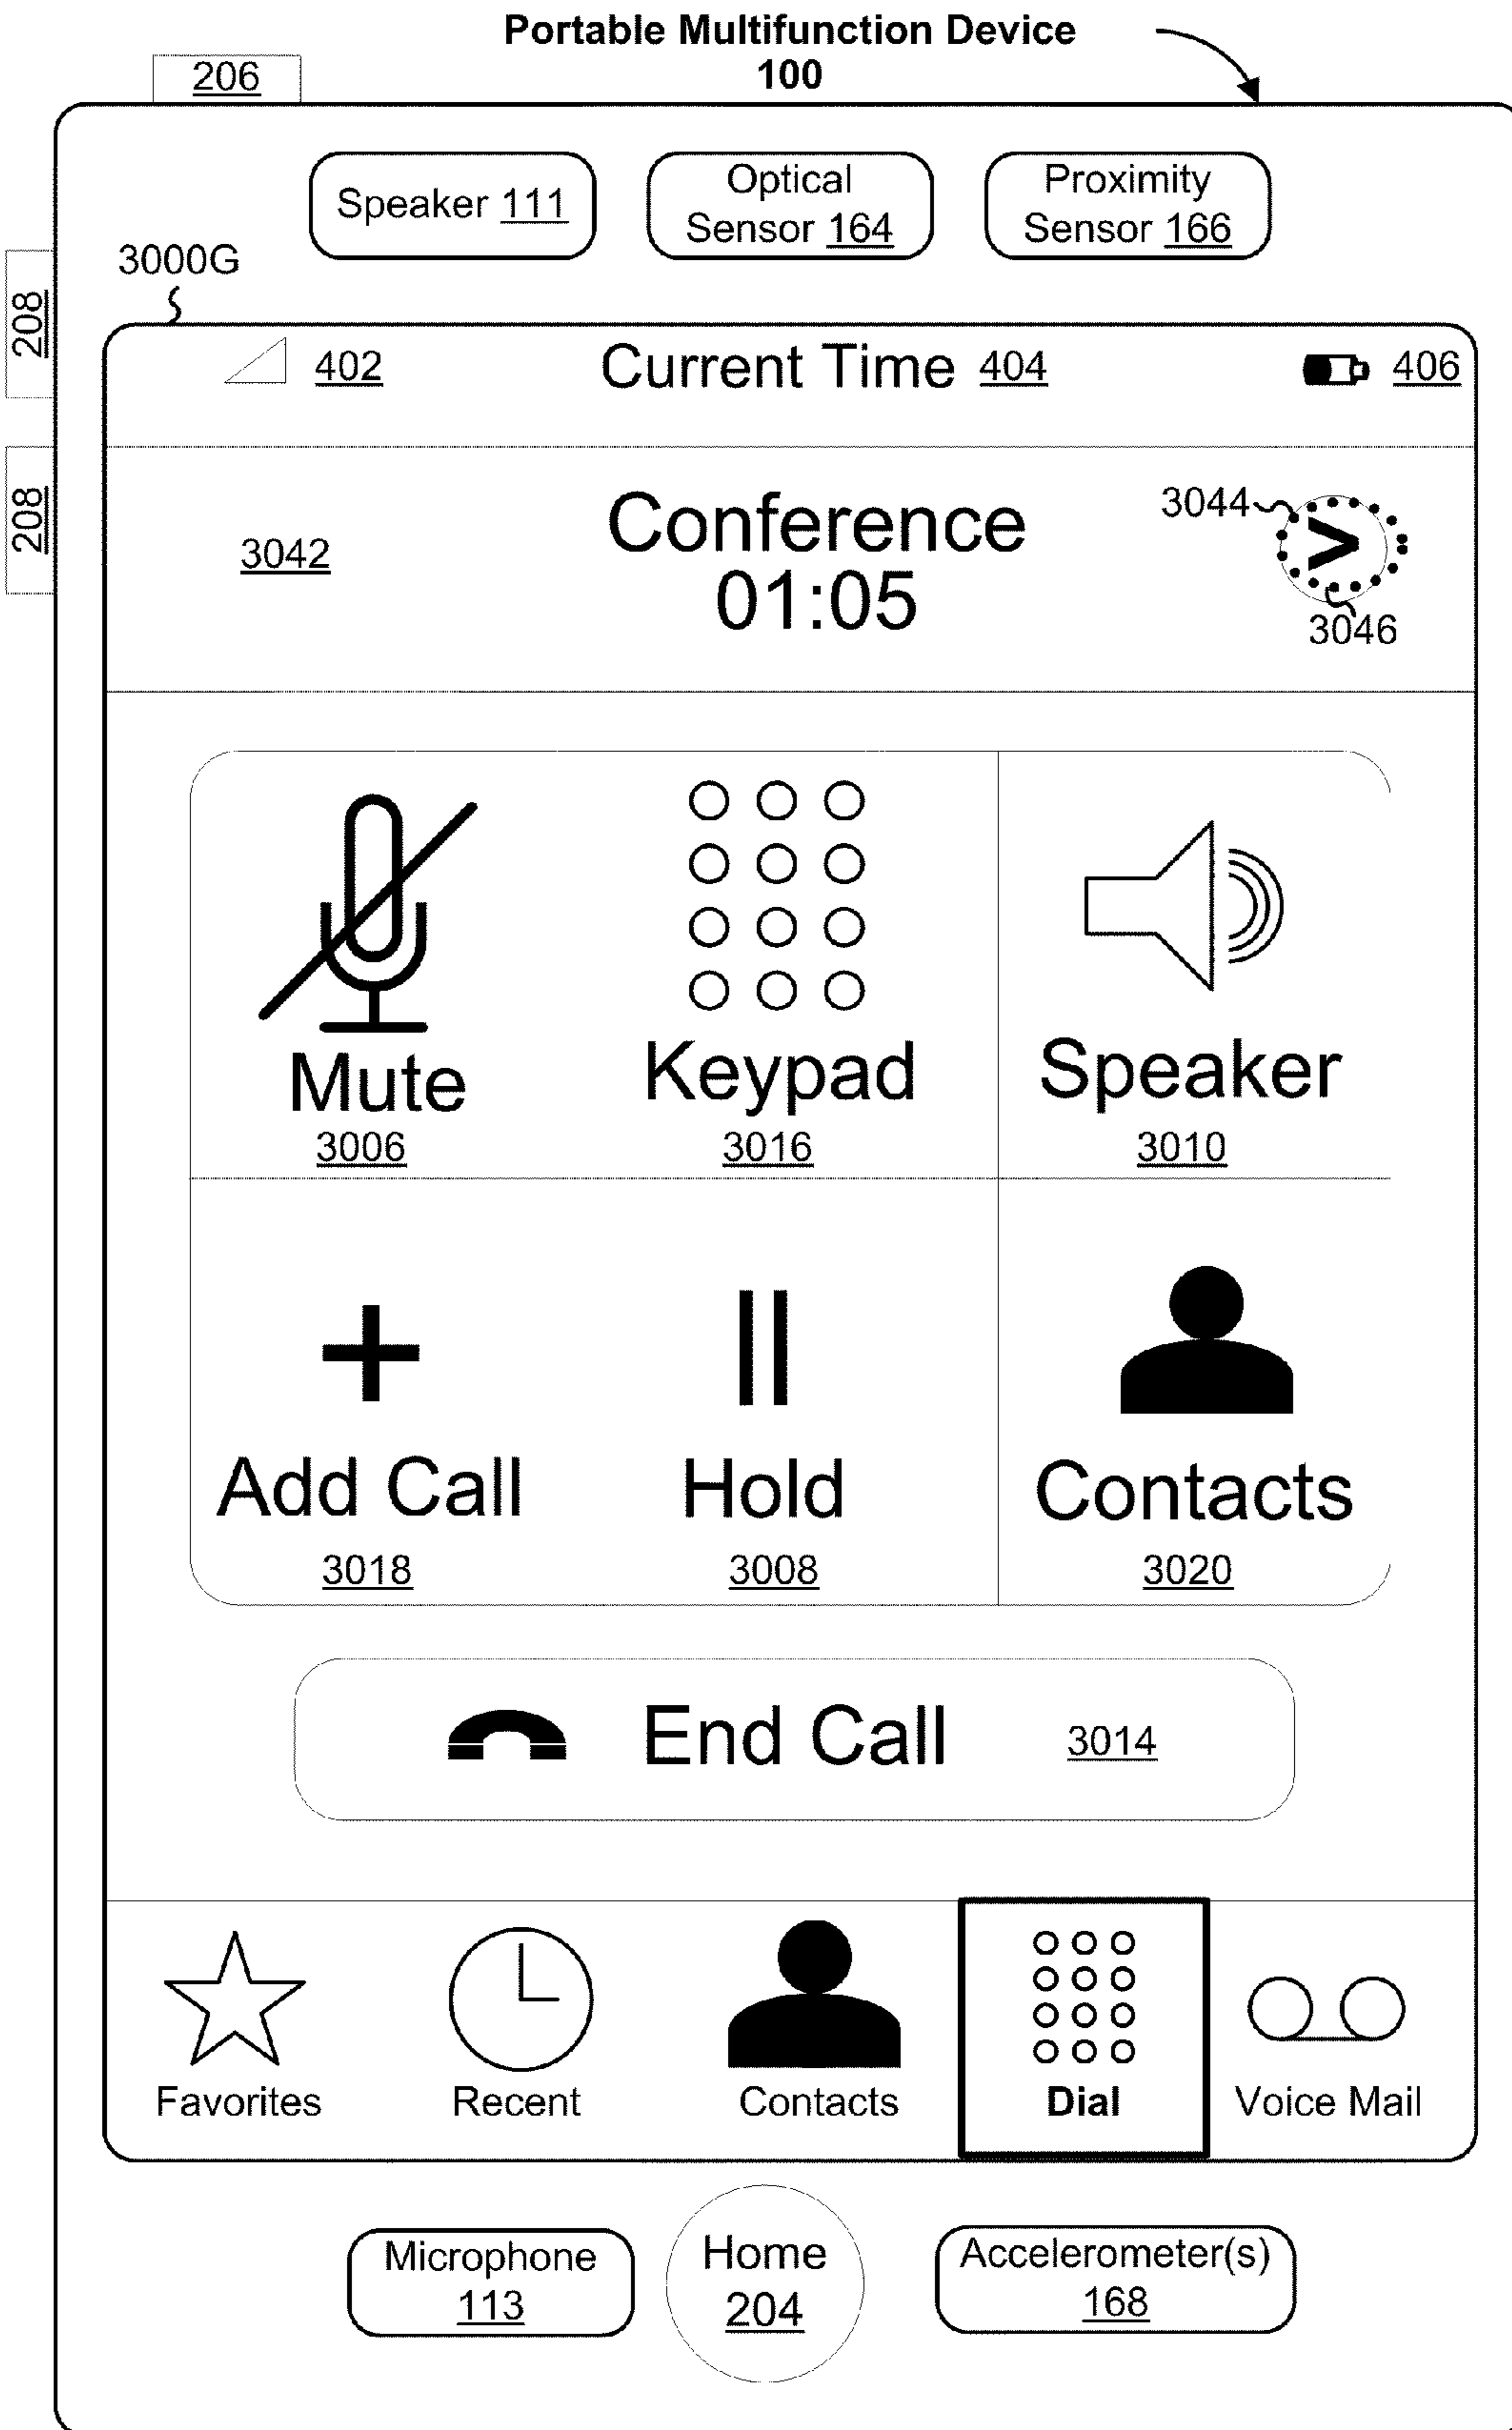 Portable Multifunction Device
100
206
Speaker 111
Optical
Sensor 164
Proximity
Sensor 166
3000G
208
402
Current Time 404
406
208
3042
Conference
01:05
3044
>
3046
Mute
3006
Keypad
3016
Speaker
3010
Add Call
3018
Hold
3008
Contacts
3020
End Call 3014
Favorites
Recent
Contacts
Dial
Voice Mail
Microphone
113
Home
204
Accelerometer(s)
168